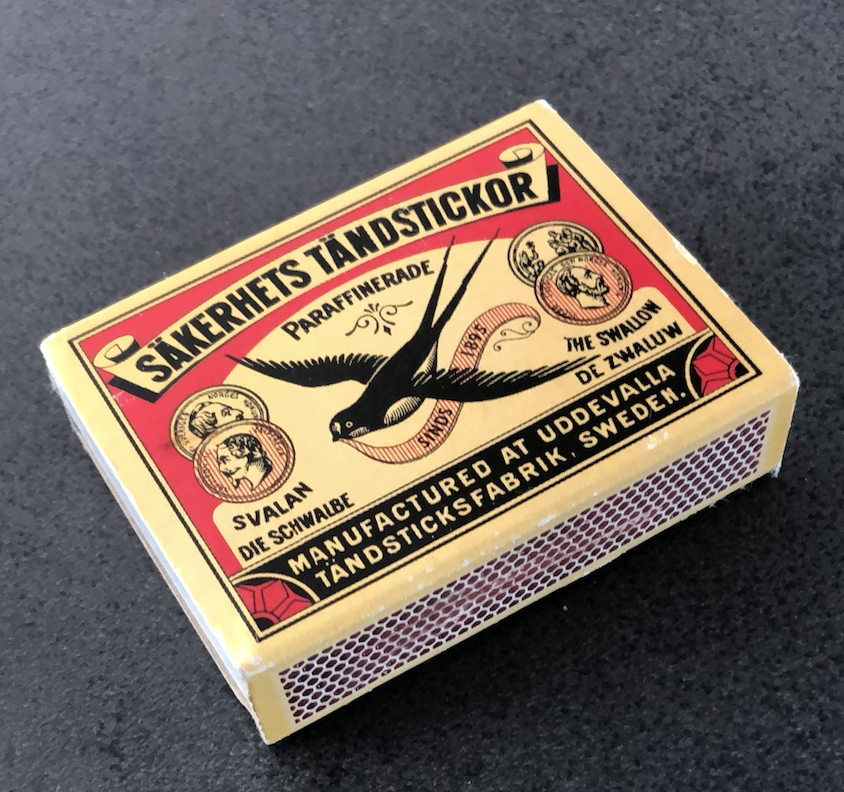 SÄKERHETS TÄNDSTICKOR
PARAFFINERADE
SINDS 1895
THE SWALLOW
DE ZWALUW
SVALAN
DIE SCHWALBE
MANUFACTURED AT UDDEVALLA
TÄNDSTICKSFABRIK, SWEDEN.